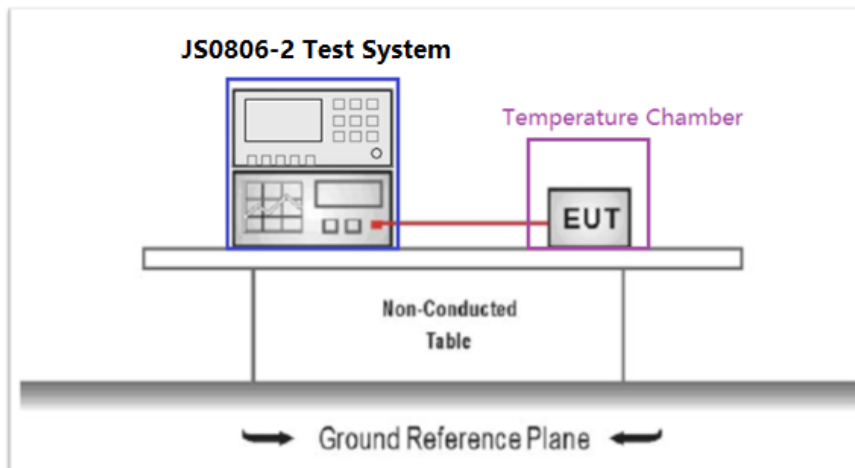 JS0806-2 Test System
Temperature Chamber
EUT
Non-Conducted
Table
Ground Reference Plane